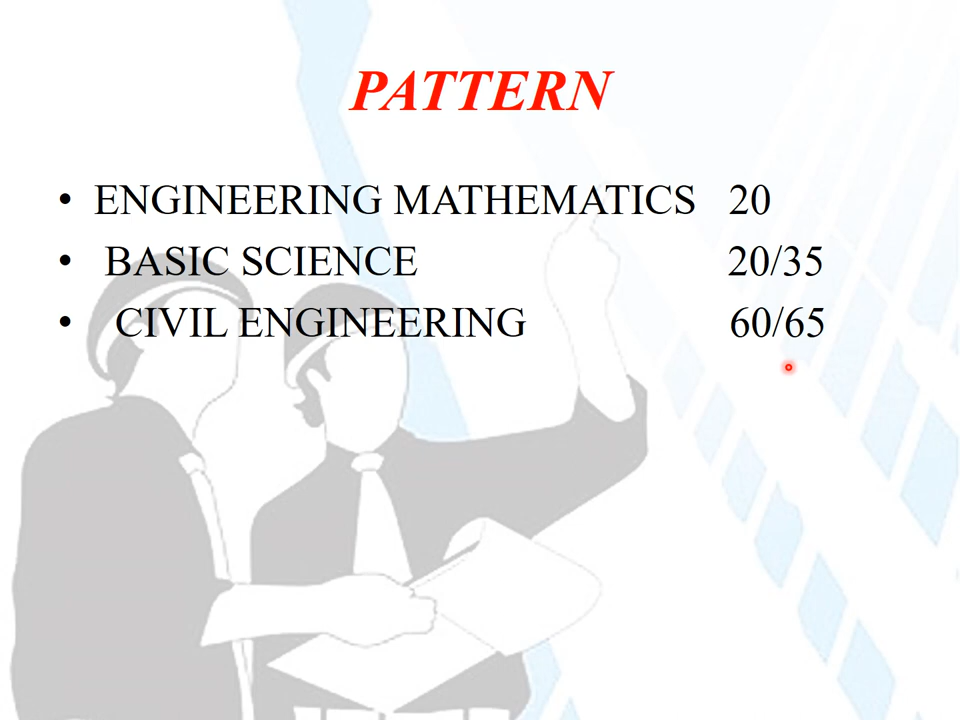 PATTERN
• ENGINEERING MATHEMATICS 20
• BASIC SCIENCE 20/35
• CIVIL ENGINEERING 60/65